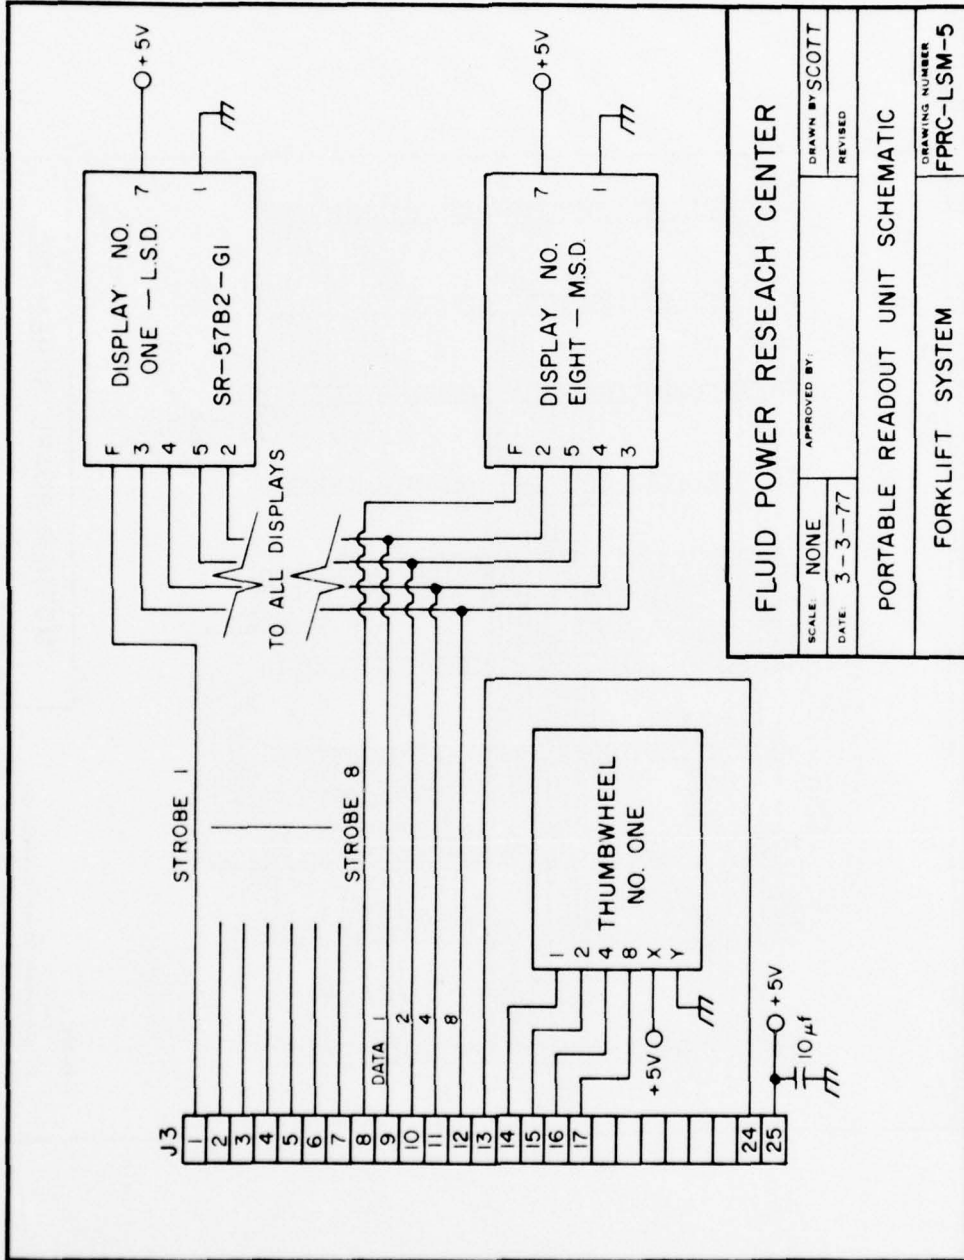 J3
1
2
3
4
5
6
7
8
9
10
11
12
13
14
15
16
17
24
25
STROBE 1
STROBE 8
DATA 1
2
4
8
TO ALL DISPLAYS
DISPLAY NO.
ONE — L.S.D.
SR-57B2-G1
F
3
4
5
2
7
1
+5V
DISPLAY NO.
EIGHT — M.S.D.
F
2
5
4
3
7
1
+5V
THUMBWHEEL
NO. ONE
1
2
4
8
X
Y
+5V
+5V
10μf
FLUID POWER RESEACH CENTER
SCALE: NONE
APPROVED BY:
DRAWN BY SCOTT
DATE: 3-3-77
REVISED
PORTABLE READOUT UNIT SCHEMATIC
FORKLIFT SYSTEM
DRAWING NUMBER
FPRC-LSM-5